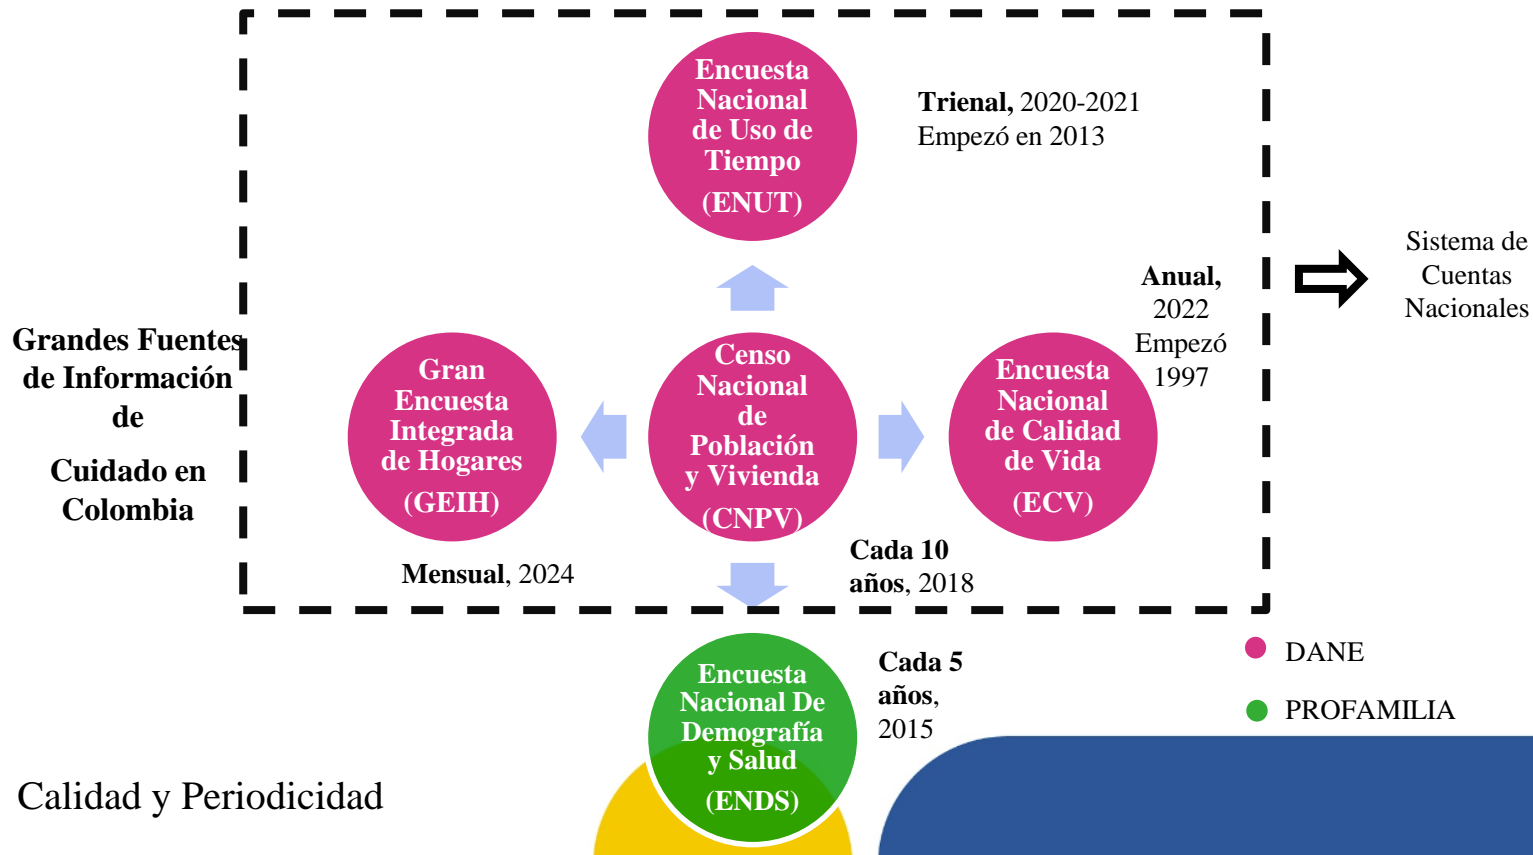 Encuesta
Nacional
de Uso de
Tiempo
(ENUT)
Trienal, 2020-2021
Empezó en 2013
Sistema de
Cuentas
Nacionales
Anual,
2022
Empezó
1997
Grandes Fuentes
de Información
de
Cuidado en
Colombia
Gran
Encuesta
Integrada
de Hogares
(GEIH)
Censo
Nacional
de
Población
y Vivienda
(CNPV)
Encuesta
Nacional
de Calidad
de Vida
(ECV)
Mensual, 2024
Cada 10
años, 2018
Encuesta
Nacional De
Demografía
y Salud
(ENDS)
Cada 5
años,
2015
DANE
PROFAMILIA
Calidad y Periodicidad